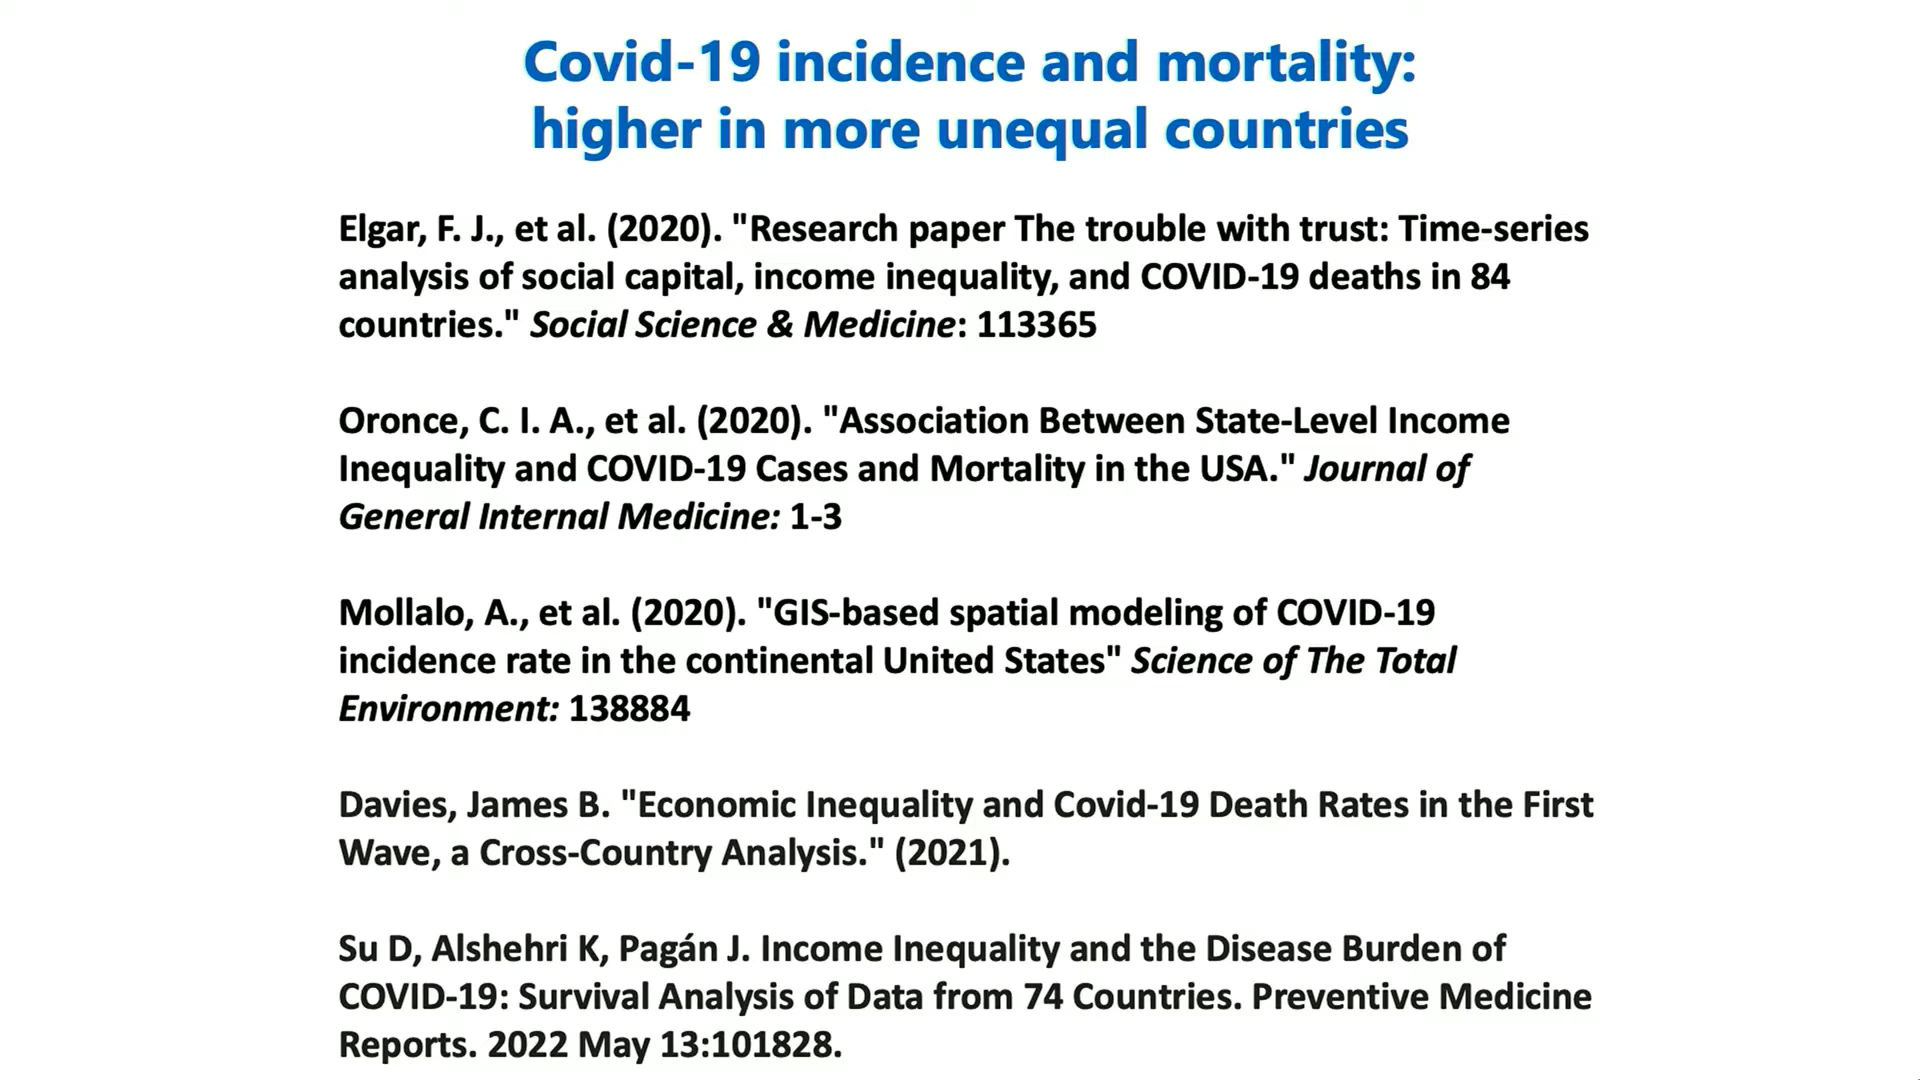 Covid-19 incidence and mortality:
higher in more unequal countries
Elgar, F. J., et al. (2020). "Research paper The trouble with trust: Time-series
analysis of social capital, income inequality, and COVID-19 deaths in 84
countries." Social Science & Medicine: 113365
Oronce, C. I. A., et al. (2020). "Association Between State-Level Income
Inequality and COVID-19 Cases and Mortality in the USA." Journal of
General Internal Medicine: 1-3
Mollalo, A., et al. (2020). "GIS-based spatial modeling of COVID-19
incidence rate in the continental United States" Science of The Total
Environment: 138884
Davies, James B. "Economic Inequality and Covid-19 Death Rates in the First
Wave, a Cross-Country Analysis." (2021).
Su D, Alshehri K, Pagán J. Income Inequality and the Disease Burden of
COVID-19: Survival Analysis of Data from 74 Countries. Preventive Medicine
Reports. 2022 May 13:101828.